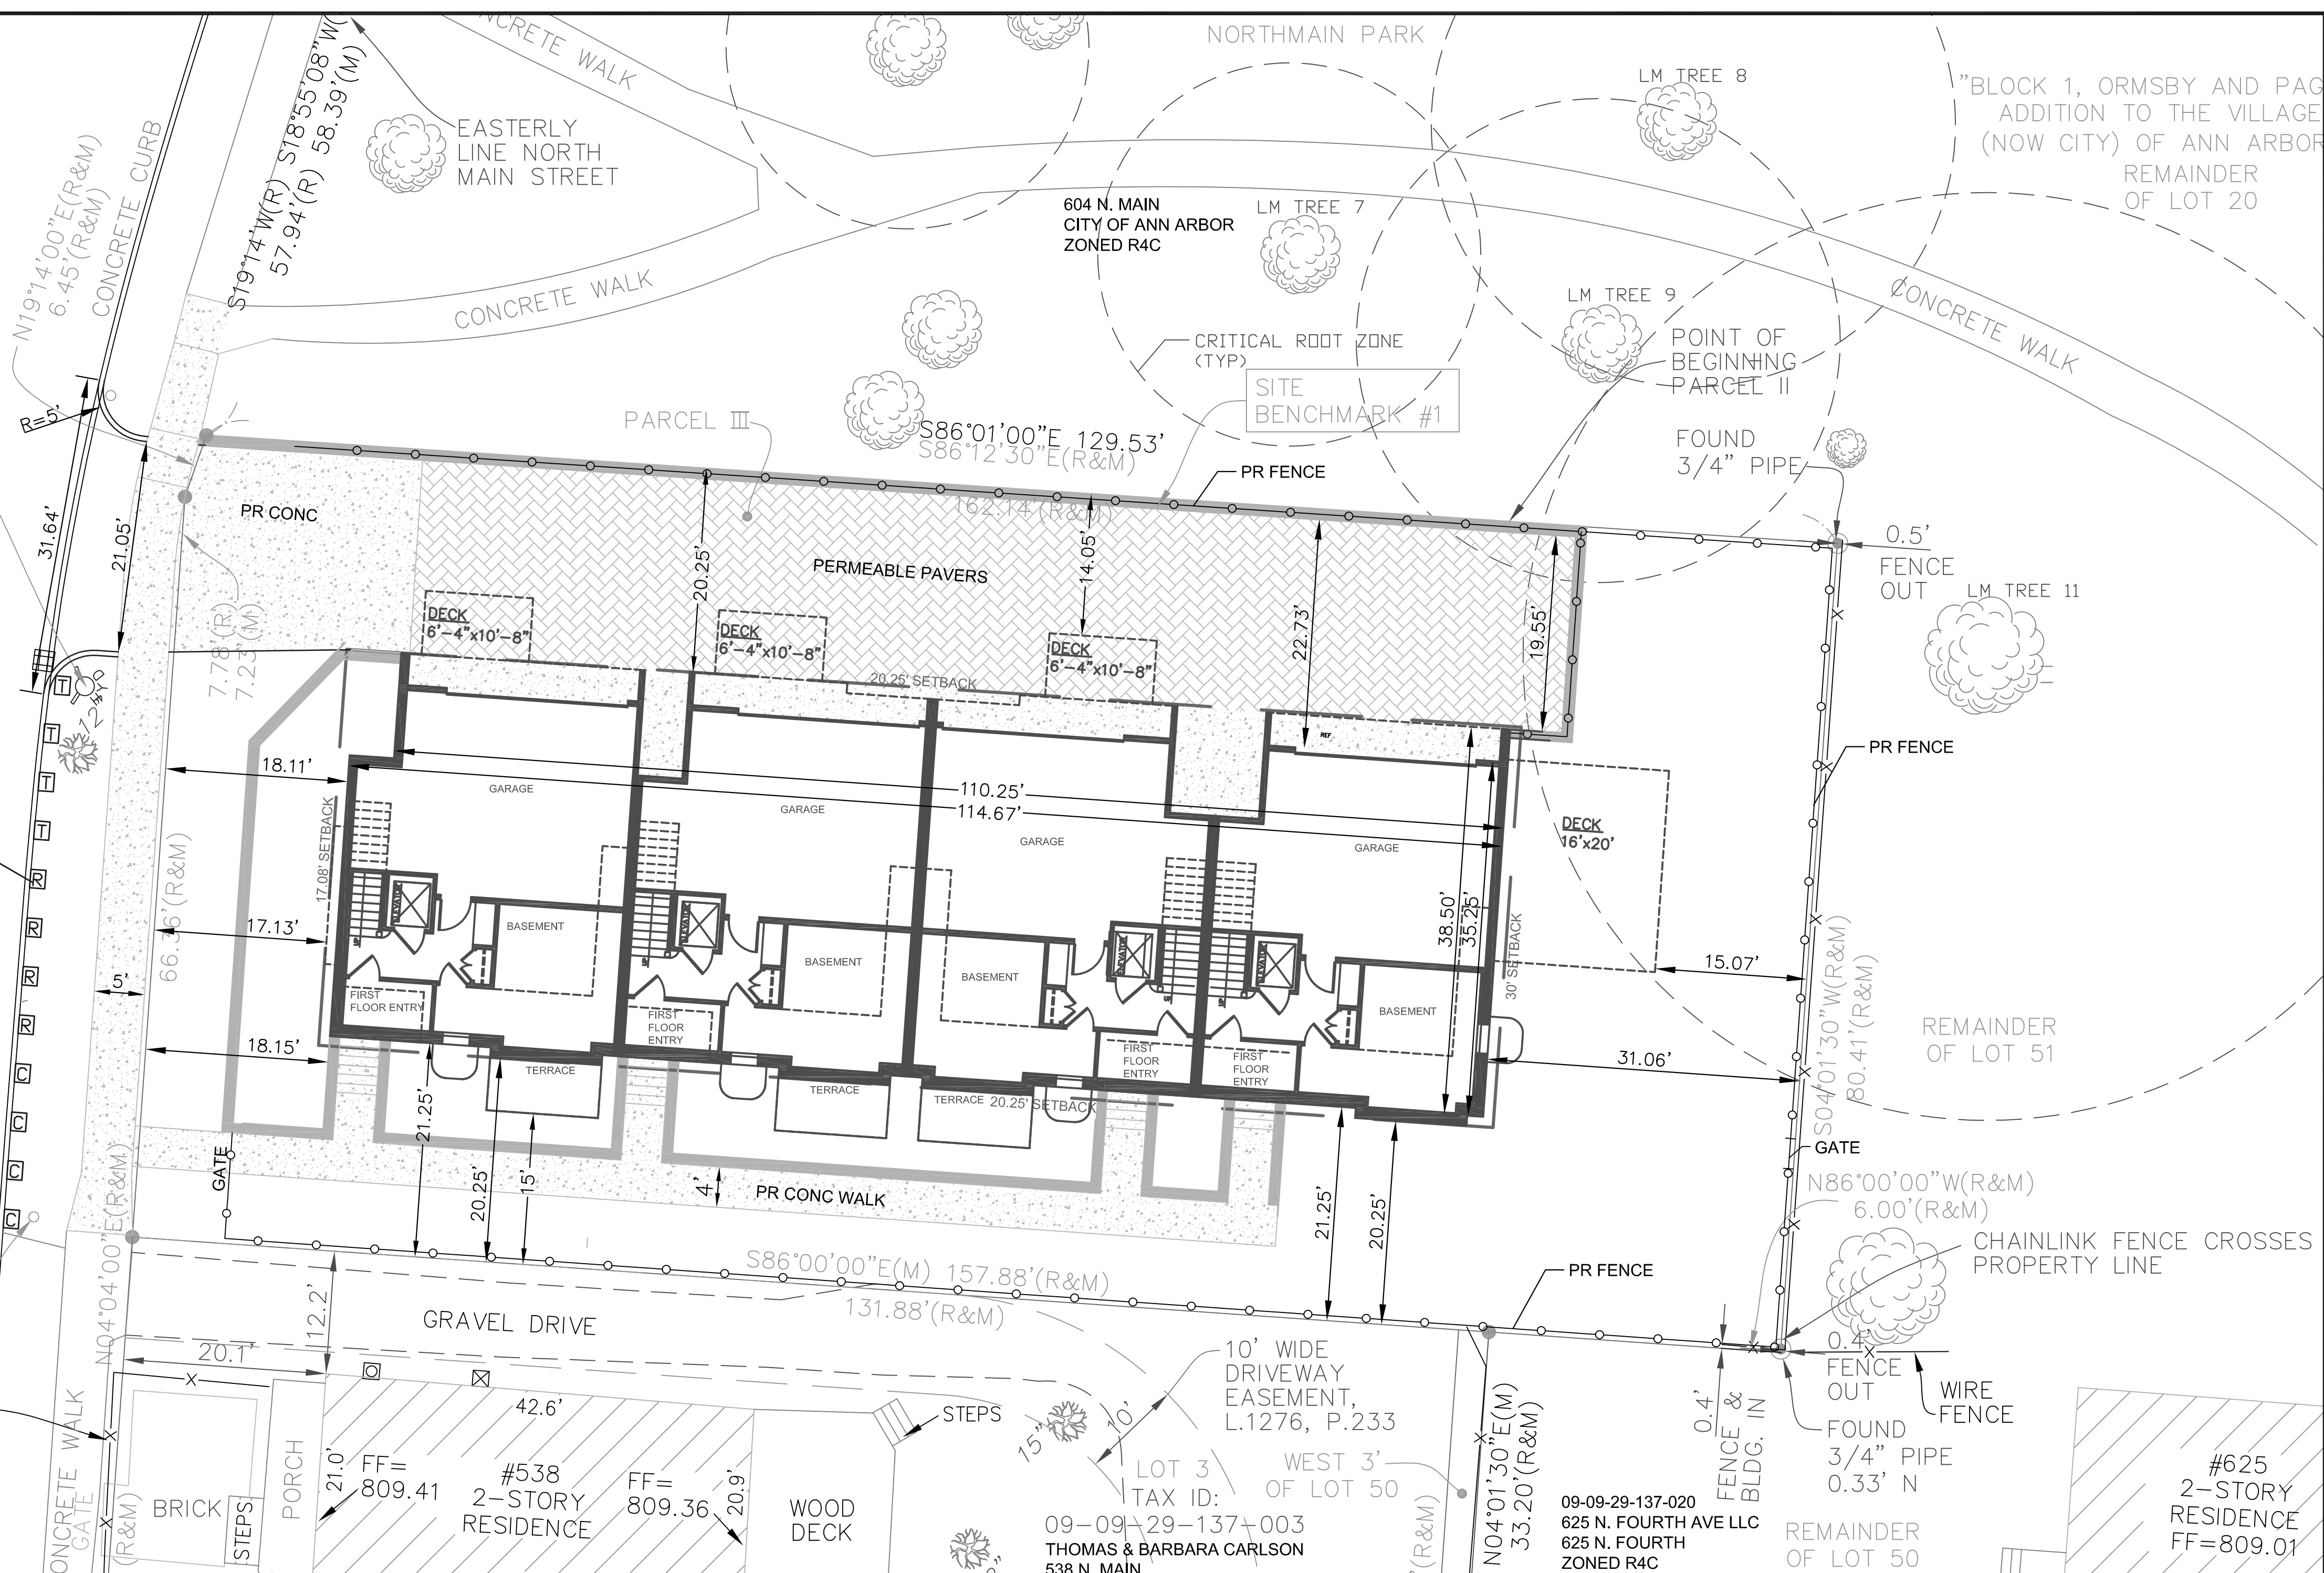 NCRETE WALK
NORTHMAIN PARK
LM TREE 8
"BLOCK 1, ORMSBY AND PAG
ADDITION TO THE VILLAGE
(NOW CITY) OF ANN ARBOR
REMAINDER
OF LOT 20
S19°14'W(R) S18°55'08"W(
57.94'(R) 58.39'(M)
EASTERLY
LINE NORTH
MAIN STREET
N19°14'00"E(R&M)
6.45'(R&M)
CONCRETE CURB
604 N. MAIN
CITY OF ANN ARBOR
ZONED R4C
LM TREE 7
CONCRETE WALK
CONCRETE WALK
LM TREE 9
POINT OF
BEGINNING
PARCEL II
CRITICAL ROOT ZONE
(TYP)
SITE
BENCHMARK #1
R=5'
PARCEL III
S86°01'00"E 129.53'
S86°12'30"E(R&M)
162.14'(R&M)
PR FENCE
FOUND
3/4" PIPE
0.5'
FENCE
OUT
LM TREE 11
31.64'
21.05'
PR CONC
20.25'
PERMEABLE PAVERS
14.05'
22.73'
19.55'
7.78'(R)
7.23'(M)
DECK
6'-4"x10'-8"
DECK
6'-4"x10'-8"
DECK
6'-4"x10'-8"
20.25' SETBACK
REF
T
T
T
T
R
R
R
R
C
C
C
C
18.11'
17.08' SETBACK
110.25'
114.67'
GARAGE
GARAGE
GARAGE
GARAGE
DECK
16'x20'
PR FENCE
66.36'(R&M)
17.13'
5'
18.15'
ELEVATOR
ELEVATOR
ELEVATOR
ELEVATOR
UP
UP
UP
UP
BASEMENT
BASEMENT
BASEMENT
BASEMENT
FIRST
FLOOR ENTRY
FIRST
FLOOR
ENTRY
FIRST
FLOOR
ENTRY
FIRST
FLOOR
ENTRY
38.50'
35.25'
30' SETBACK
15.07'
31.06'
S04°01'30"W(R&M)
80.41'(R&M)
REMAINDER
OF LOT 51
TERRACE
TERRACE
TERRACE
20.25' SETBACK
GATE
GATE
21.25'
20.25'
15'
4'
PR CONC WALK
21.25'
20.25'
N86°00'00"W(R&M)
6.00'(R&M)
CHAINLINK FENCE CROSSES
PROPERTY LINE
N04°04'00"E(R&M)
S86°00'00"E(M) 157.88'(R&M)
131.88'(R&M)
PR FENCE
GRAVEL DRIVE
12.2'
20.1'
42.6'
STEPS
10' WIDE
DRIVEWAY
EASEMENT,
L.1276, P.233
15"
10'
0.4'
FENCE
OUT
WIRE
FENCE
0.4'
FENCE &
BLDG. IN
FOUND
3/4" PIPE
0.33' N
ONCRETE WALK
GATE
(R&M)
BRICK
STEPS
PORCH
21.0'
FF=
809.41
#538
2-STORY
RESIDENCE
FF=
809.36
20.9'
WOOD
DECK
LOT 3
TAX ID:
09-09-29-137-003
THOMAS & BARBARA CARLSON
538 N. MAIN
WEST 3'
OF LOT 50
'(R&M)
N04°01'30"E(M)
33.20'(R&M)
09-09-29-137-020
625 N. FOURTH AVE LLC
625 N. FOURTH
ZONED R4C
REMAINDER
OF LOT 50
#625
2-STORY
RESIDENCE
FF=809.01